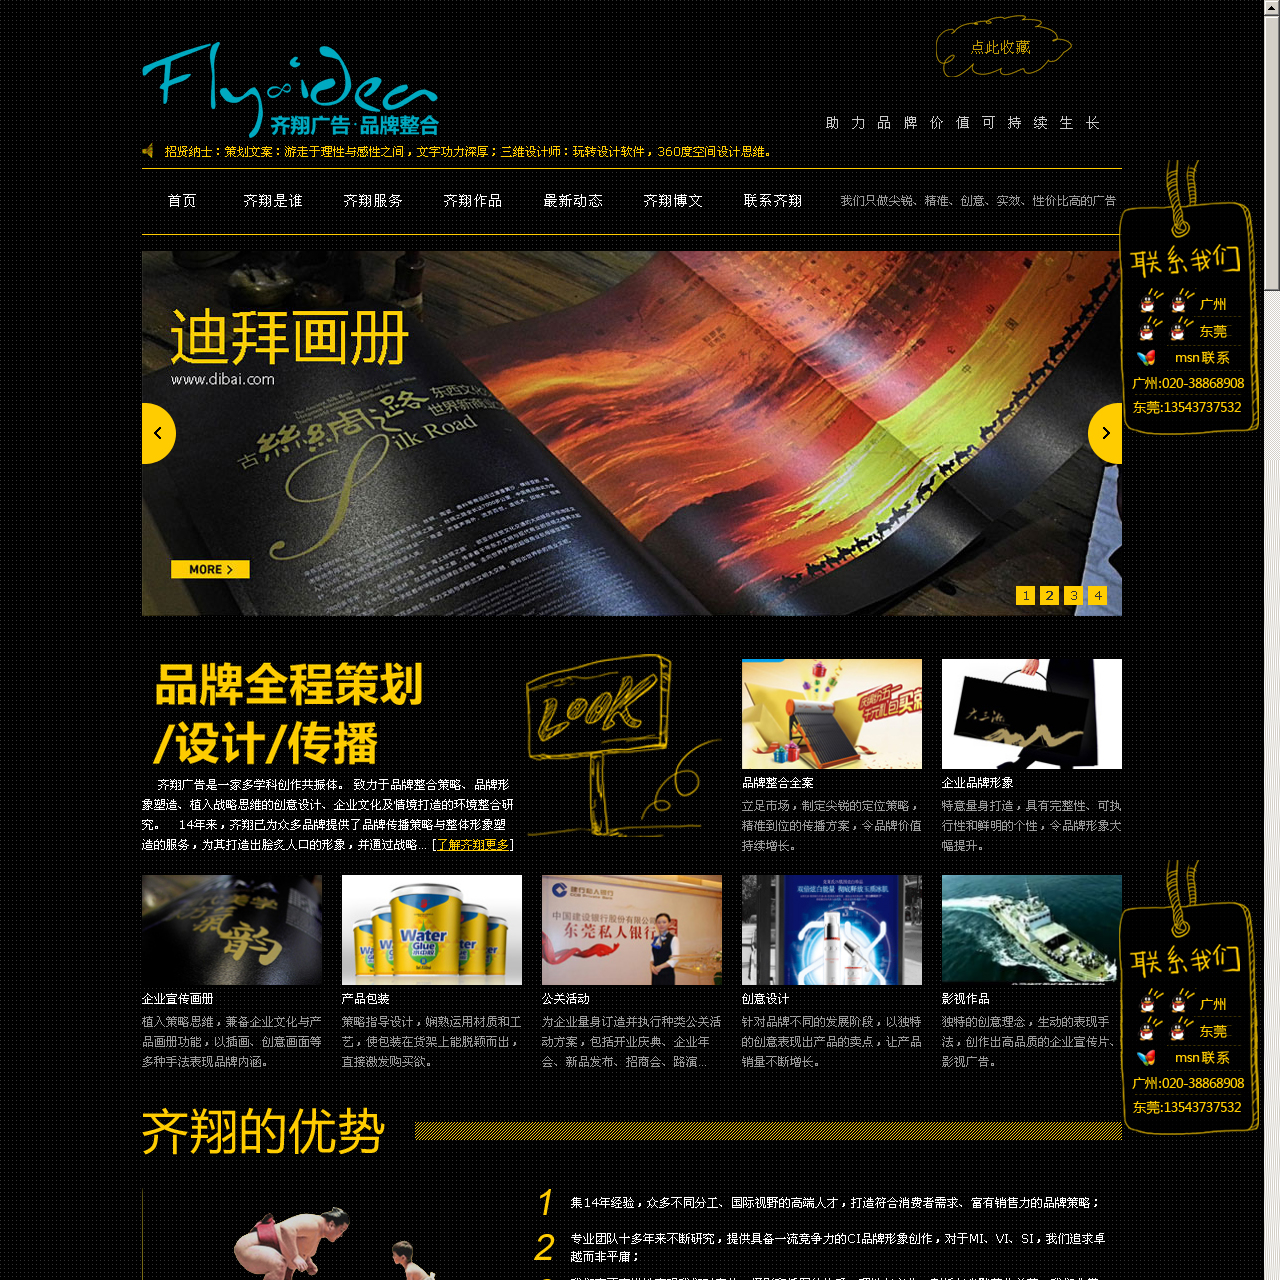 点此收藏
Fly idea
齐翔广告·品牌整合
助力品牌价值可持续生长
招贤纳士：策划文案：游走于理性与感性之间，文字功力深厚；三维设计师：玩转设计软件，360度空间设计思维。
首页 齐翔是谁 齐翔服务 齐翔作品 最新动态 齐翔博文 联系齐翔 我们只做尖锐、精准、创意、实效、性价比高的广告
联系我们
广州
东莞
msn联系
广州:020-38868908
东莞:13543737532
迪拜画册
www.dibai.com
东西文化
世界新商
古 丝绸之路
Silk Road
MORE >
1 2 3 4
品牌全程策划
/设计/传播
LOOK
齐翔广告是一家多学科创作共振体。 致力于品牌整合策略、品牌形
象塑造、植入战略思维的创意设计、企业文化及情境打造的环境整合研
究。 14年来，齐翔已为众多品牌提供了品牌传播策略与整体形象塑
造的服务，为其打造出脍炙人口的形象，并通过战略... [了解齐翔更多]
品牌整合全案
立足市场，制定尖锐的定位策略，
精准到位的传播方案，令品牌价值
持续增长。
企业品牌形象
特意量身打造，具有完整性、可执
行性和鲜明的个性，令品牌形象大
幅提升。
Water
Glue
中国建设银行股份有限公司
东莞私人银行
企业宣传画册
植入策略思维，兼备企业文化与产
品画册功能，以插画、创意画面等
多种手法表现品牌内涵。
产品包装
策略指导设计，娴熟运用材质和工
艺，使包装在货架上能脱颖而出，
直接激发购买欲。
公关活动
为企业量身订造并执行种类公关活
动方案，包括开业庆典、企业年
会、新品发布、招商会、路演...
创意设计
针对品牌不同的发展阶段，以独特
的创意表现出产品的卖点，让产品
销量不断增长。
影视作品
独特的创意理念，生动的表现手
法，创作出高品质的企业宣传片、
影视广告。
联系我们
广州
东莞
msn联系
广州:020-38868908
东莞:13543737532
齐翔的优势
1 集14年经验，众多不同分工、国际视野的高端人才，打造符合消费者需求、富有销售力的品牌策略；
2 专业团队十多年来不断研究，提供具备一流竞争力的CI品牌形象创作，对于MI、VI、SI，我们追求卓
越而非平庸；